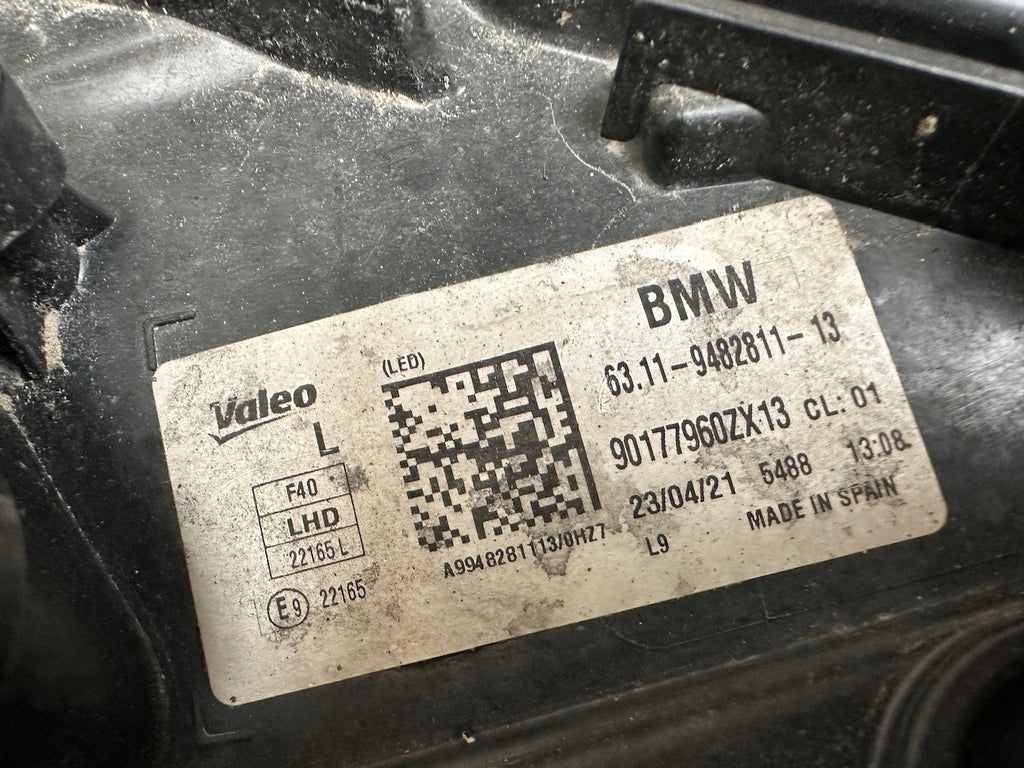 Valeo
L
F40
LHD
22165 L
E9 22165
(LED)
A9948281113/0HZ7
BMW
63.11-9482811-13
90177960ZX13 CL: 01
23/04/21 5488 13:08
MADE IN SPAIN
L9